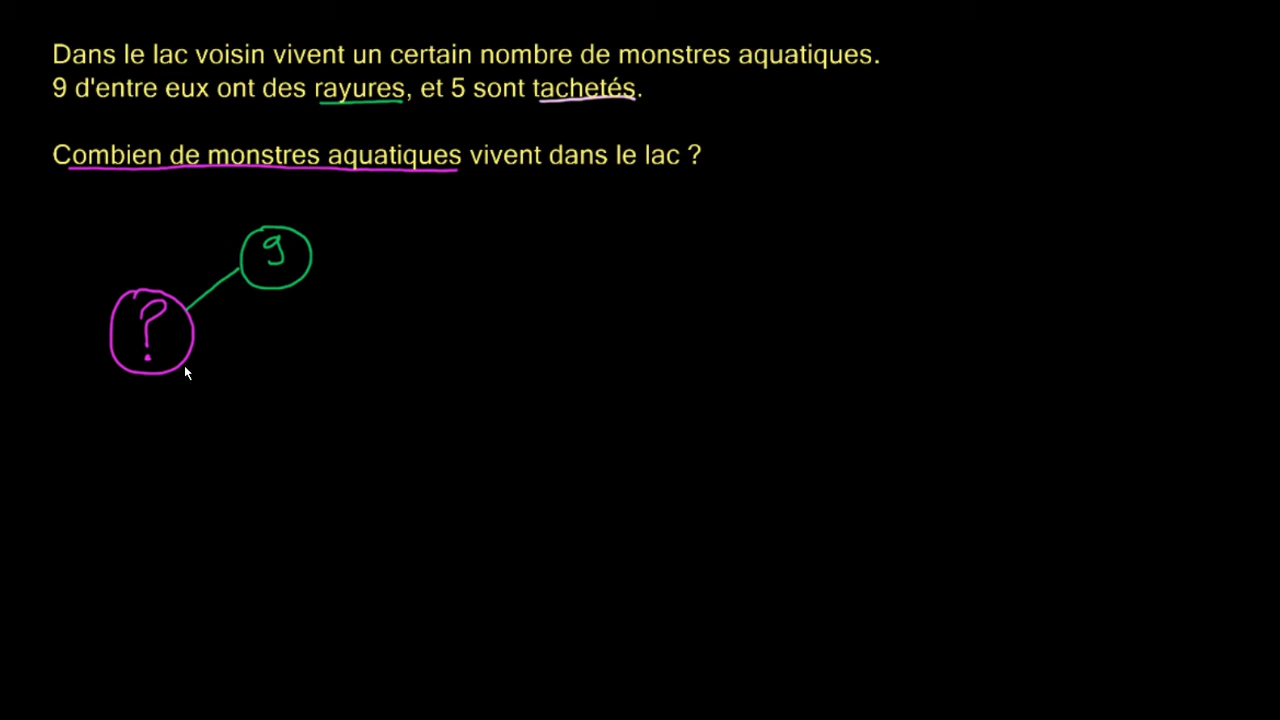 Dans le lac voisin vivent un certain nombre de monstres aquatiques.
9 d'entre eux ont des rayures, et 5 sont tachetés.
Combien de monstres aquatiques vivent dans le lac ?
9
?